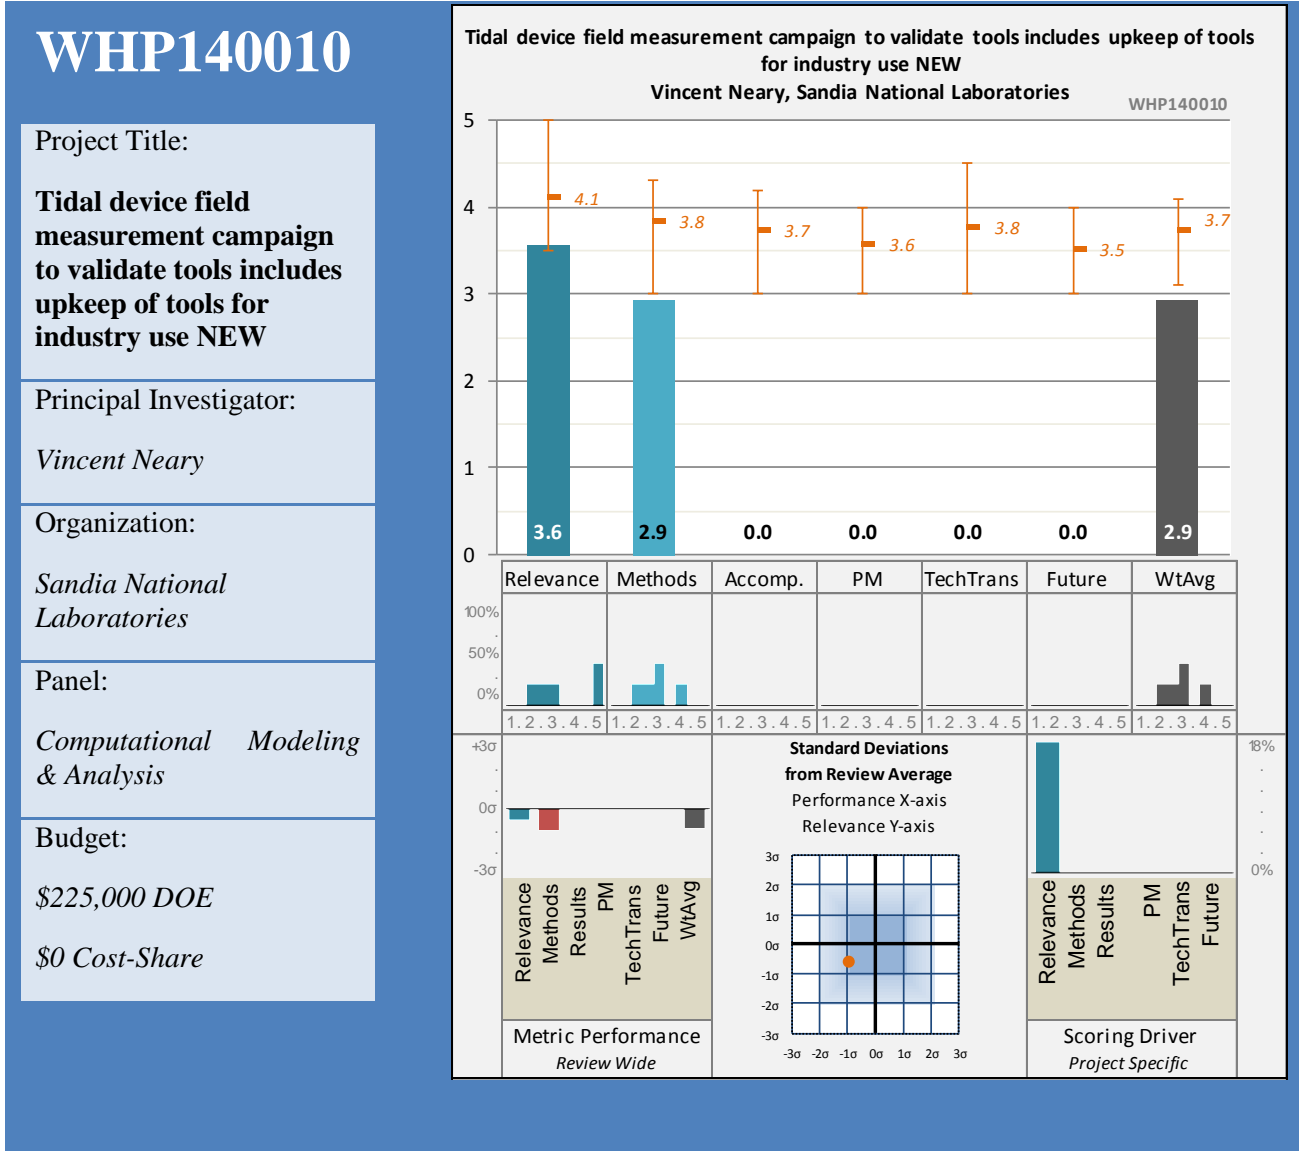 WHP140010
Project Title:
Tidal device field
measurement campaign
to validate tools includes
upkeep of tools for
industry use NEW
Principal Investigator:
Vincent Neary
Organization:
Sandia National
Laboratories
Panel:
Computational Modeling
& Analysis
Budget:
$225,000 DOE
$0 Cost-Share
Tidal device field measurement campaign to validate tools includes upkeep of tools
for industry use NEW
Vincent Neary, Sandia National Laboratories
WHP140010
5
4
3
2
1
0
4.1
3.8
3.7
3.6
3.8
3.5
3.7
3.6
2.9
0.0
0.0
0.0
0.0
2.9
Relevance
Methods
Accomp.
PM
TechTrans
Future
WtAvg
100%
50%
0%
1.2.3.4.5
1.2.3.4.5
1.2.3.4.5
1.2.3.4.5
1.2.3.4.5
1.2.3.4.5
1.2.3.4.5
+3σ
0σ
-3σ
Relevance
Methods
Results
PM
TechTrans
Future
WtAvg
Metric Performance
Review Wide
Standard Deviations
from Review Average
Performance X-axis
Relevance Y-axis
3σ
2σ
1σ
0σ
-1σ
-2σ
-3σ
-3σ -2σ -1σ 0σ 1σ 2σ 3σ
18%
0%
Relevance
Methods
Results
PM
TechTrans
Future
Scoring Driver
Project Specific